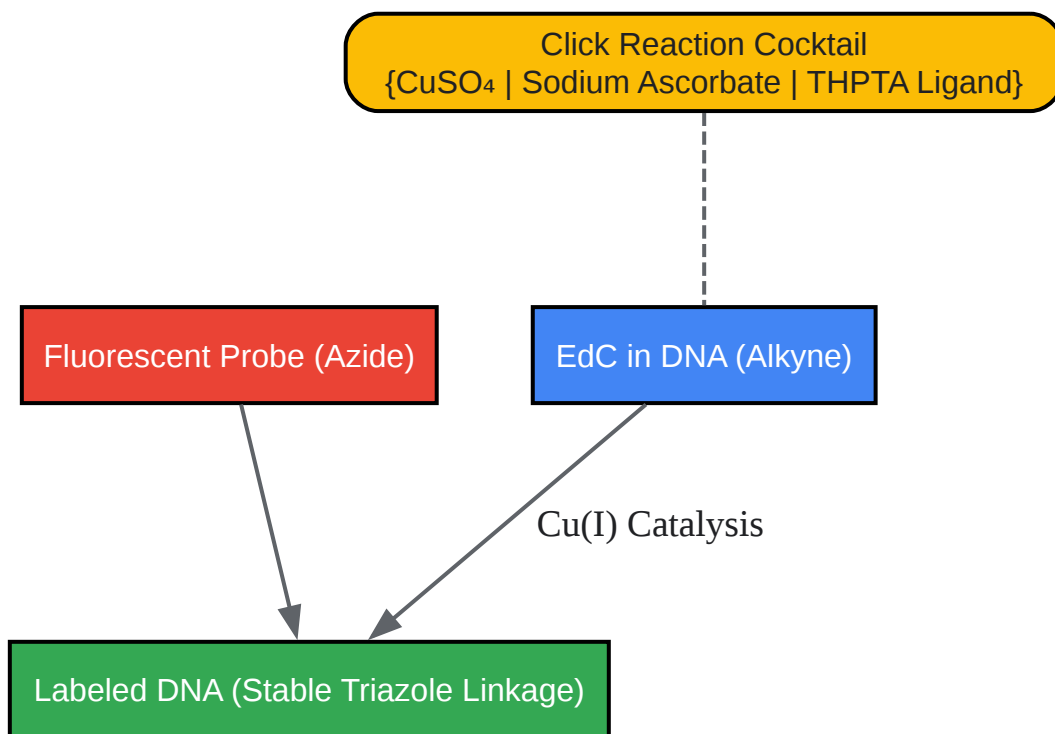 Click Reaction Cocktail
{CuSO₄ | Sodium Ascorbate | THPTA Ligand}
Fluorescent Probe (Azide)
EdC in DNA (Alkyne)
Cu(I) Catalysis
Labeled DNA (Stable Triazole Linkage)